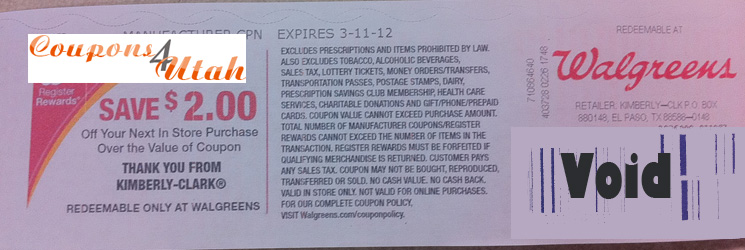 MANUFACTURER CPN EXPIRES 3-11-12
Coupons
4
Utah
Register
Rewards®
SAVE $2.00
Off Your Next In Store Purchase
Over the Value of Coupon
THANK YOU FROM
KIMBERLY-CLARK®
REDEEMABLE ONLY AT WALGREENS
EXCLUDES PRESCRIPTIONS AND ITEMS PROHIBITED BY LAW.
ALSO EXCLUDES TOBACCO, ALCOHOLIC BEVERAGES,
SALES TAX, LOTTERY TICKETS, MONEY ORDERS/TRANSFERS,
TRANSPORTATION PASSES, POSTAGE STAMPS, DAIRY,
PRESCRIPTION SAVINGS CLUB MEMBERSHIP, HEALTH CARE
SERVICES, CHARITABLE DONATIONS AND GIFT/PHONE/PREPAID
CARDS. COUPON VALUE CANNOT EXCEED PURCHASE AMOUNT.
TOTAL NUMBER OF MANUFACTURER COUPONS/REGISTER
REWARDS CANNOT EXCEED THE NUMBER OF ITEMS IN THE
TRANSACTION. REGISTER REWARDS MUST BE FORFEITED IF
QUALIFYING MERCHANDISE IS RETURNED. CUSTOMER PAYS
ANY SALES TAX. COUPON MAY NOT BE BOUGHT, REPRODUCED,
TRANSFERRED OR SOLD. NO CASH VALUE. NO CASH BACK.
VALID IN STORE ONLY. NOT VALID FOR ONLINE PURCHASES.
FOR OUR COMPLETE COUPON POLICY,
VISIT Walgreens.com/couponpolicy.
REDEEMABLE AT
Walgreens
RETAILER: KIMBERLY—CLK P.O. BOX
880148, EL PASO, TX 88588—0148
Void